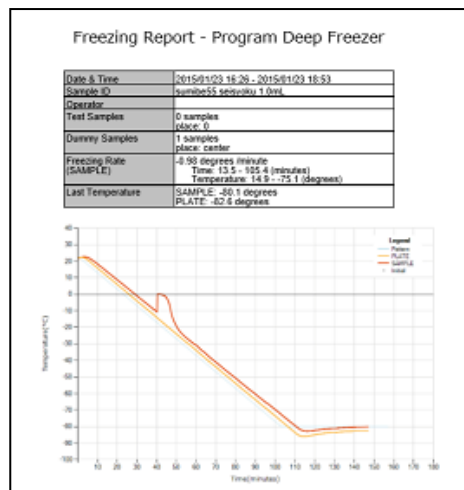 Freezing Report - Program Deep Freezer
Date & Time 2015/01/23 16:26 - 2015/01/23 18:53
Sample ID sumibe55 seisyoku 1.0mL
Operator
Test Samples 0 samples
place: 0
Dummy Samples 1 samples
place: center
Freezing Rate -0.98 degrees /minute
(SAMPLE) Time: 13.5 - 105.4 (minutes)
Temperature: 14.9 - -75.1 (degrees)
Last Temperature SAMPLE: -80.1 degrees
PLATE: -82.6 degrees
Legend
Pattern
PLATE
SAMPLE
Initial
Temperature(°C)
40
30
20
10
0
-10
-20
-30
-40
-50
-60
-70
-80
-90
-100
10 20 30 40 50 60 70 80 90 100 110 120 130 140 150 160 170 180
Time(minutes)